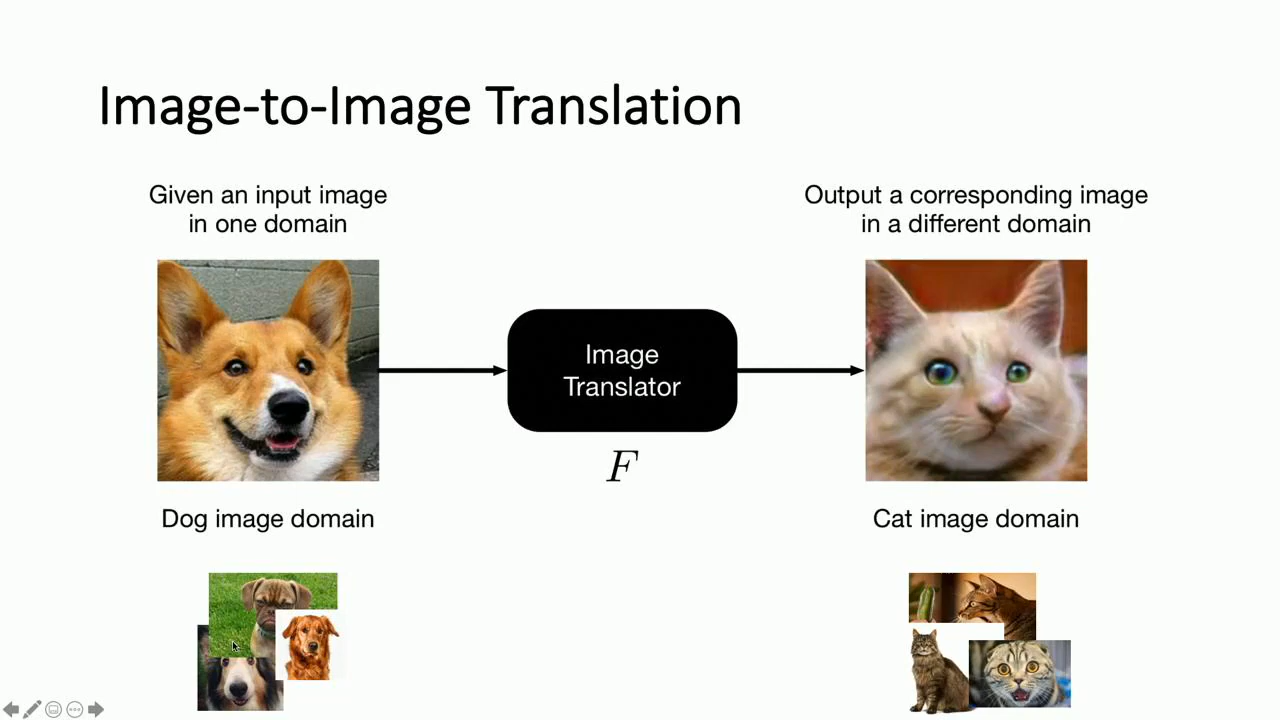 Image-to-Image Translation
Given an input image
in one domain
Output a corresponding image
in a different domain
Image
Translator
F
Dog image domain
Cat image domain